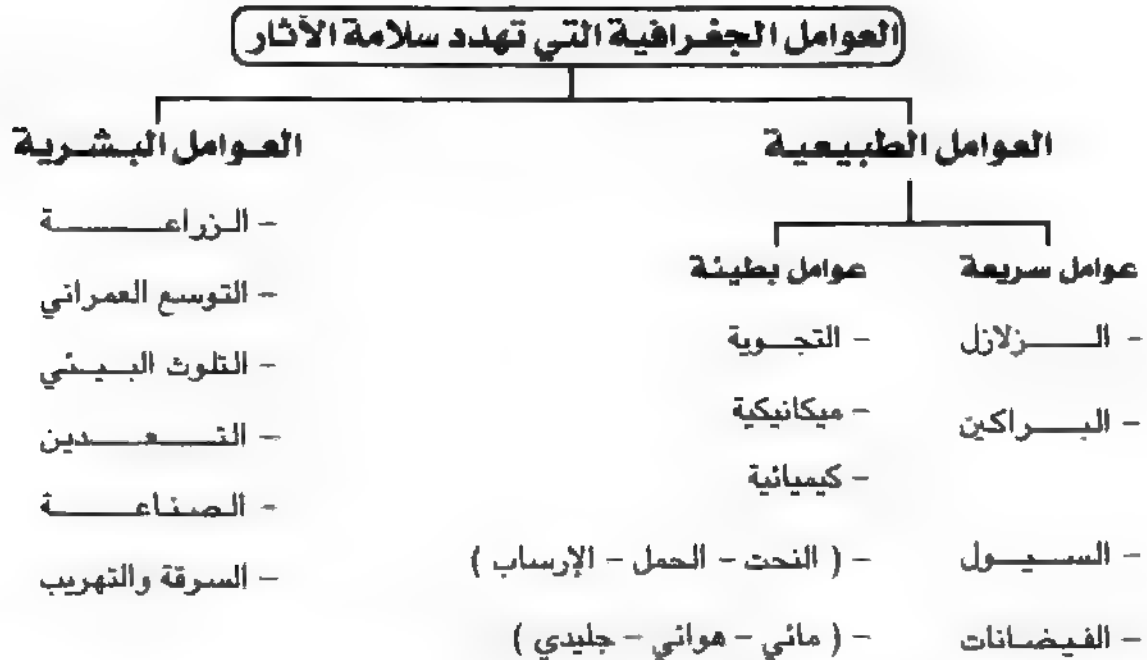 العوامل الجغرافية التي تهدد سلامة الآثار
العوامل الطبيعية
عوامل سريعة
- الزلازل
- البراكين
- السيول
- الفيضانات
عوامل بطيئة
- التجوية
- ميكانيكية
- كيميائية
- ( النحت - الحمل - الإرساب )
- ( مائي - هوائي - جليدي )
العوامل البشرية
- الزراعة
- التوسع العمراني
- التلوث البيئي
- التعدين
- الصناعة
- السرقة والتهريب